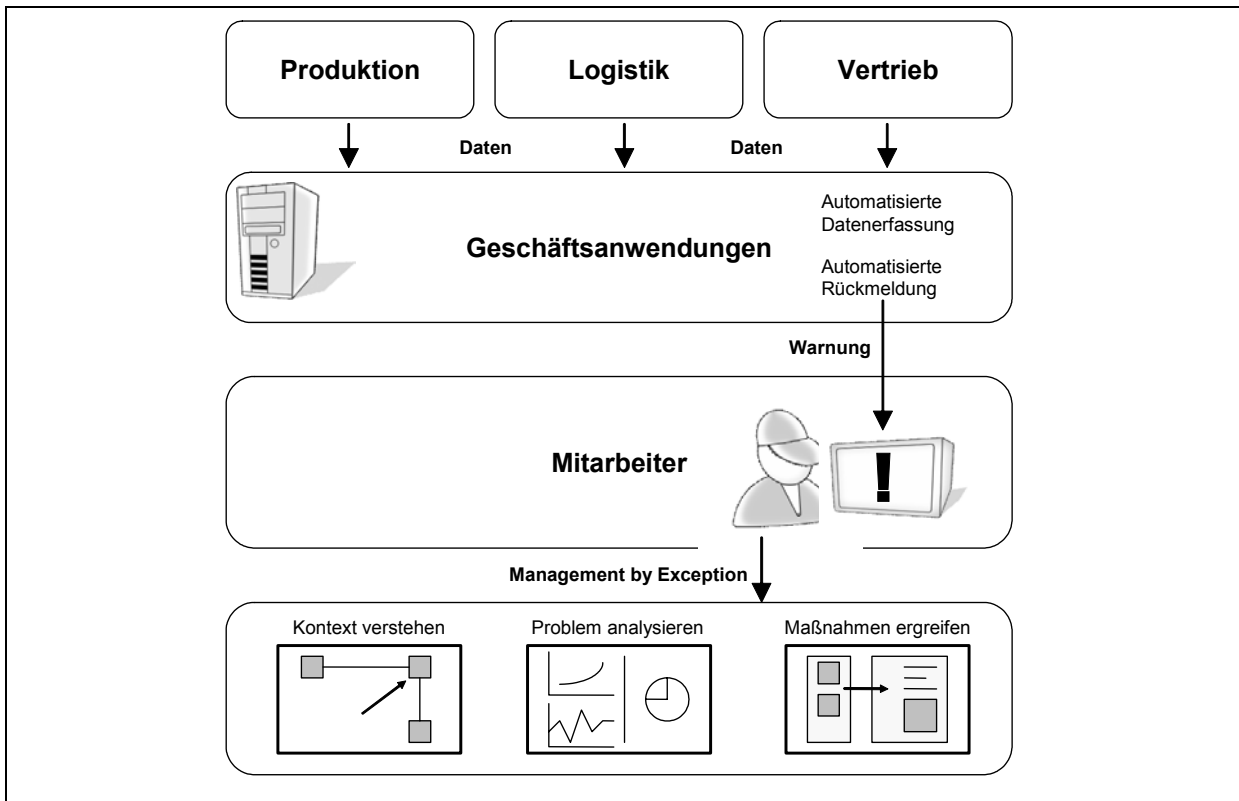 Produktion
Logistik
Vertrieb
Daten
Daten
Geschäftsanwendungen
Automatisierte
Datenerfassung
Automatisierte
Rückmeldung
Warnung
Mitarbeiter
!
Management by Exception
Kontext verstehen
Problem analysieren
Maßnahmen ergreifen